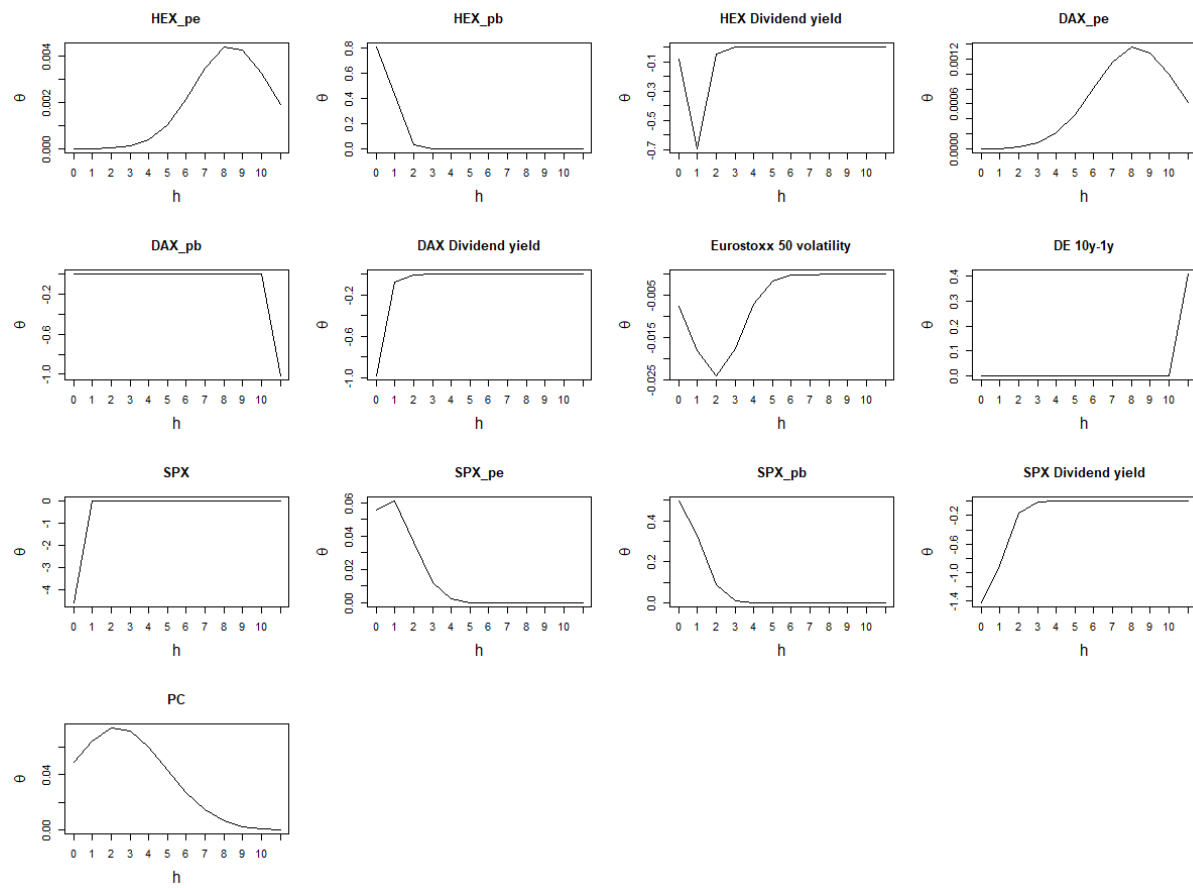 HEX_pe
θ
0.000 0.002 0.004
0 1 2 3 4 5 6 7 8 9 10
h
HEX_pb
θ
0.0 0.2 0.4 0.6 0.8
0 1 2 3 4 5 6 7 8 9 10
h
HEX Dividend yield
θ
-0.7 -0.5 -0.3 -0.1
0 1 2 3 4 5 6 7 8 9 10
h
DAX_pe
θ
0.0000 0.0006 0.0012
0 1 2 3 4 5 6 7 8 9 10
h
DAX_pb
θ
-1.0 -0.6 -0.2
0 1 2 3 4 5 6 7 8 9 10
h
DAX Dividend yield
θ
-1.0 -0.6 -0.2
0 1 2 3 4 5 6 7 8 9 10
h
Eurostoxx 50 volatility
θ
-0.025 -0.015 -0.005
0 1 2 3 4 5 6 7 8 9 10
h
DE 10y-1y
θ
0.0 0.1 0.2 0.3 0.4
0 1 2 3 4 5 6 7 8 9 10
h
SPX
θ
-4 -3 -2 -1 0
0 1 2 3 4 5 6 7 8 9 10
h
SPX_pe
θ
0.00 0.02 0.04 0.06
0 1 2 3 4 5 6 7 8 9 10
h
SPX_pb
θ
0.0 0.2 0.4
0 1 2 3 4 5 6 7 8 9 10
h
SPX Dividend yield
θ
-1.4 -1.0 -0.6 -0.2
0 1 2 3 4 5 6 7 8 9 10
h
PC
θ
0.00 0.04
0 1 2 3 4 5 6 7 8 9 10
h